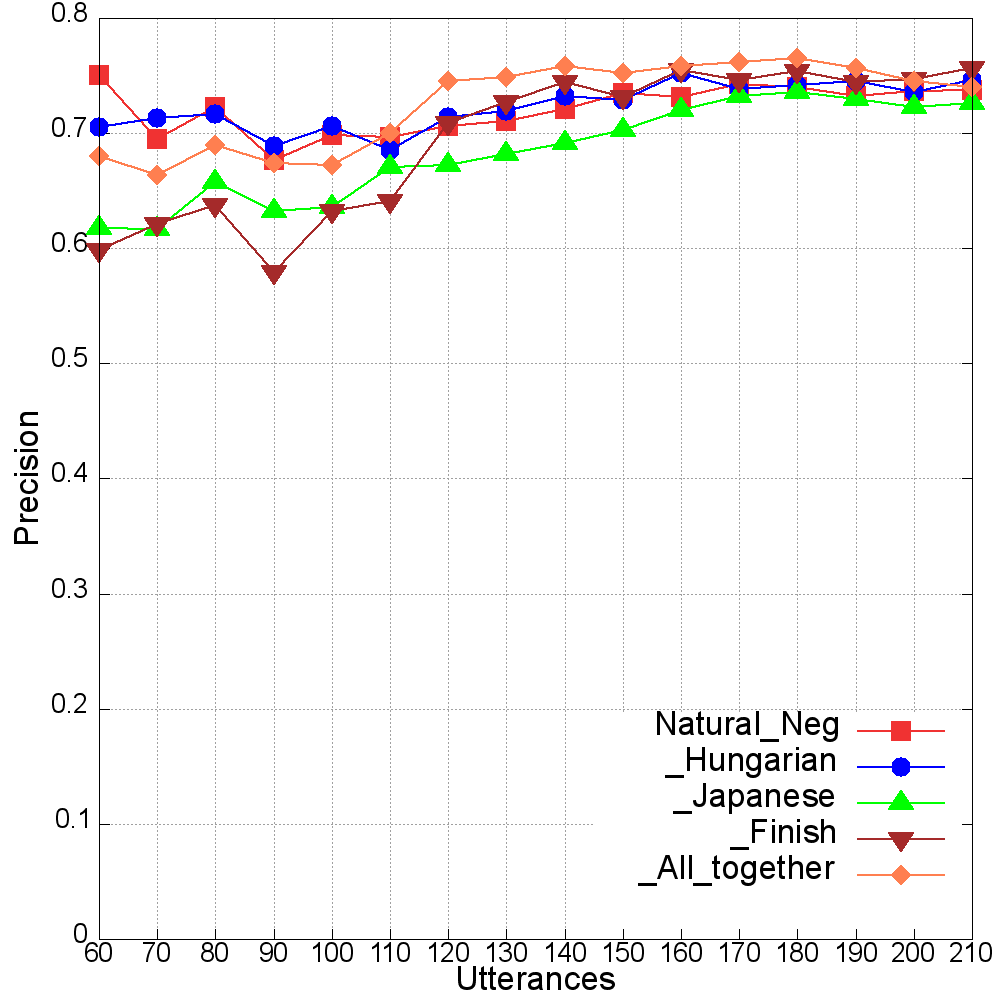 0.8
0.7
0.6
0.5
0.4
0.3
0.2
0.1
0
Precision
60 70 80 90 100 110 120 130 140 150 160 170 180 190 200 210
Utterances
Natural_Neg
_Hungarian
_Japanese
_Finish
_All_together